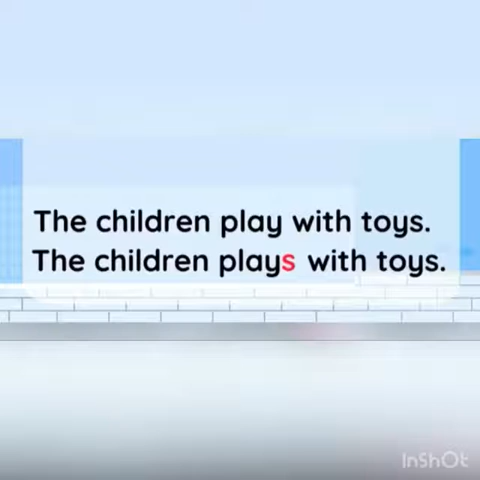 The children play with toys.
The children plays with toys.
InShOt